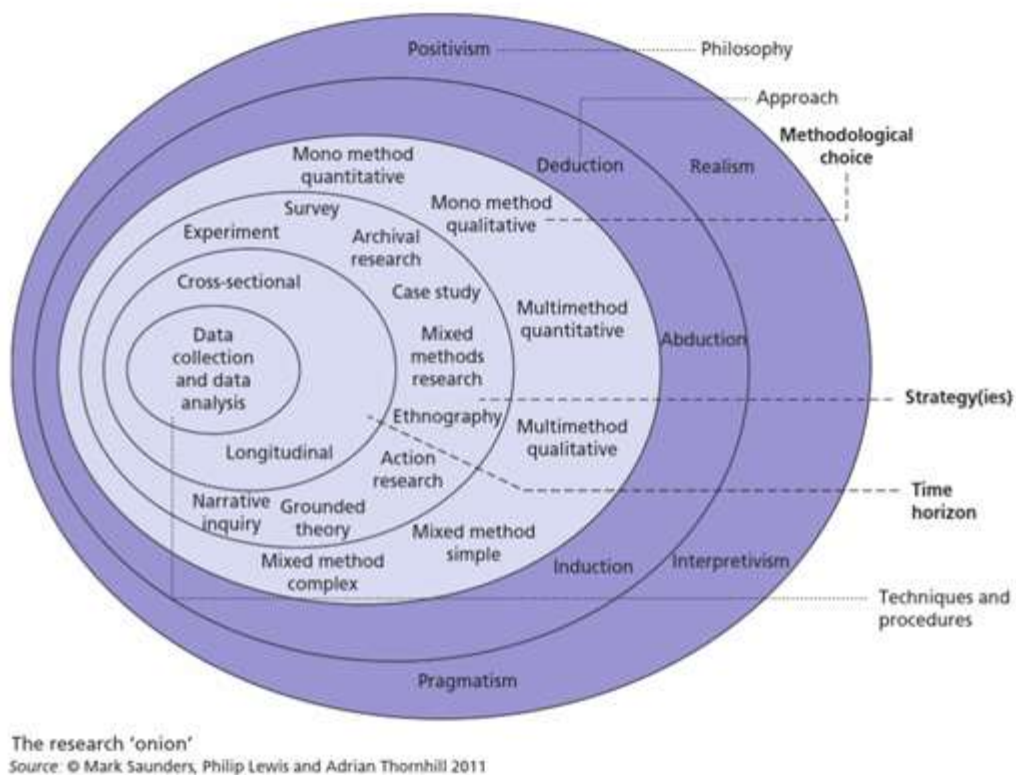 Positivism
Philosophy
Approach
Methodological
choice
Mono method
quantitative
Deduction
Realism
Mono method
qualitative
Survey
Experiment
Archival
research
Cross-sectional
Case study
Multimethod
quantitative
Data
collection
and data
analysis
Mixed
methods
research
Abduction
Strategy(ies)
Ethnography
Multimethod
qualitative
Longitudinal
Action
research
Time
horizon
Narrative
inquiry
Grounded
theory
Mixed method
simple
Mixed method
complex
Induction
Interpretivism
Techniques and
procedures
Pragmatism
The research ‘onion’
Source: © Mark Saunders, Philip Lewis and Adrian Thornhill 2011